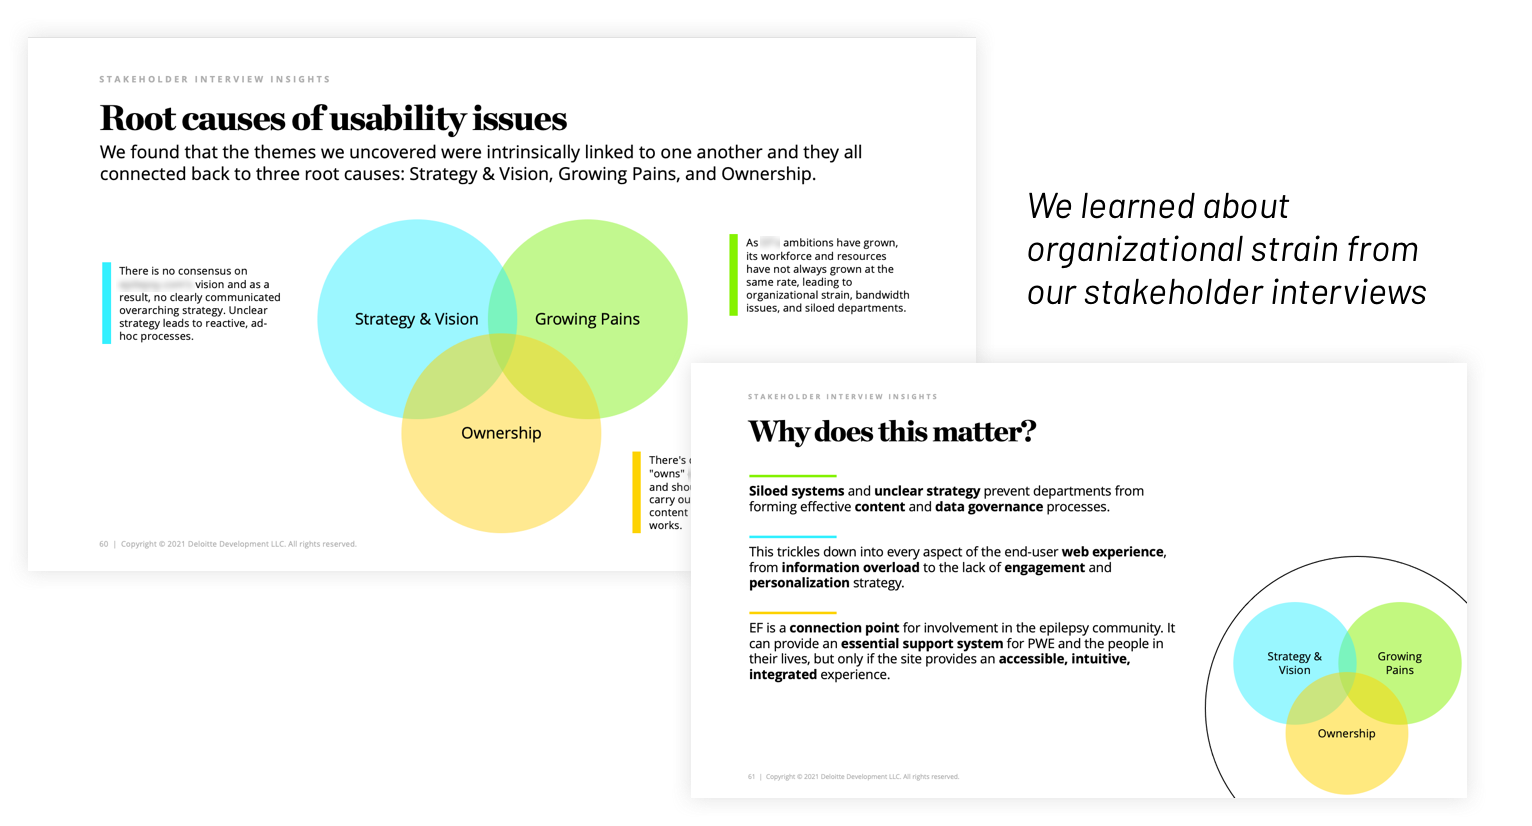 STAKEHOLDER INTERVIEW INSIGHTS
Root causes of usability issues
We found that the themes we uncovered were intrinsically linked to one another and they all
connected back to three root causes: Strategy & Vision, Growing Pains, and Ownership.
There is no consensus on
vision and as a
result, no clearly communicated
overarching strategy. Unclear
strategy leads to reactive, ad-
hoc processes.
Strategy & Vision
Growing Pains
Ownership
As ambitions have grown,
its workforce and resources
have not always grown at the
same rate, leading to
organizational strain, bandwidth
issues, and siloed departments.
There's
"owns"
and
carry
content
works.
60 | Copyright © 2021 Deloitte Development LLC. All rights reserved.
We learned about
organizational strain from
our stakeholder interviews
STAKEHOLDER INTERVIEW INSIGHTS
Why does this matter?
Siloed systems and unclear strategy prevent departments from
forming effective content and data governance processes.
This trickles down into every aspect of the end-user web experience,
from information overload to the lack of engagement and
personalization strategy.
EF is a connection point for involvement in the epilepsy community. It
can provide an essential support system for PWE and the people in
their lives, but only if the site provides an accessible, intuitive,
integrated experience.
Strategy &
Vision
Growing
Pains
Ownership
61 | Copyright © 2021 Deloitte Development LLC. All rights reserved.